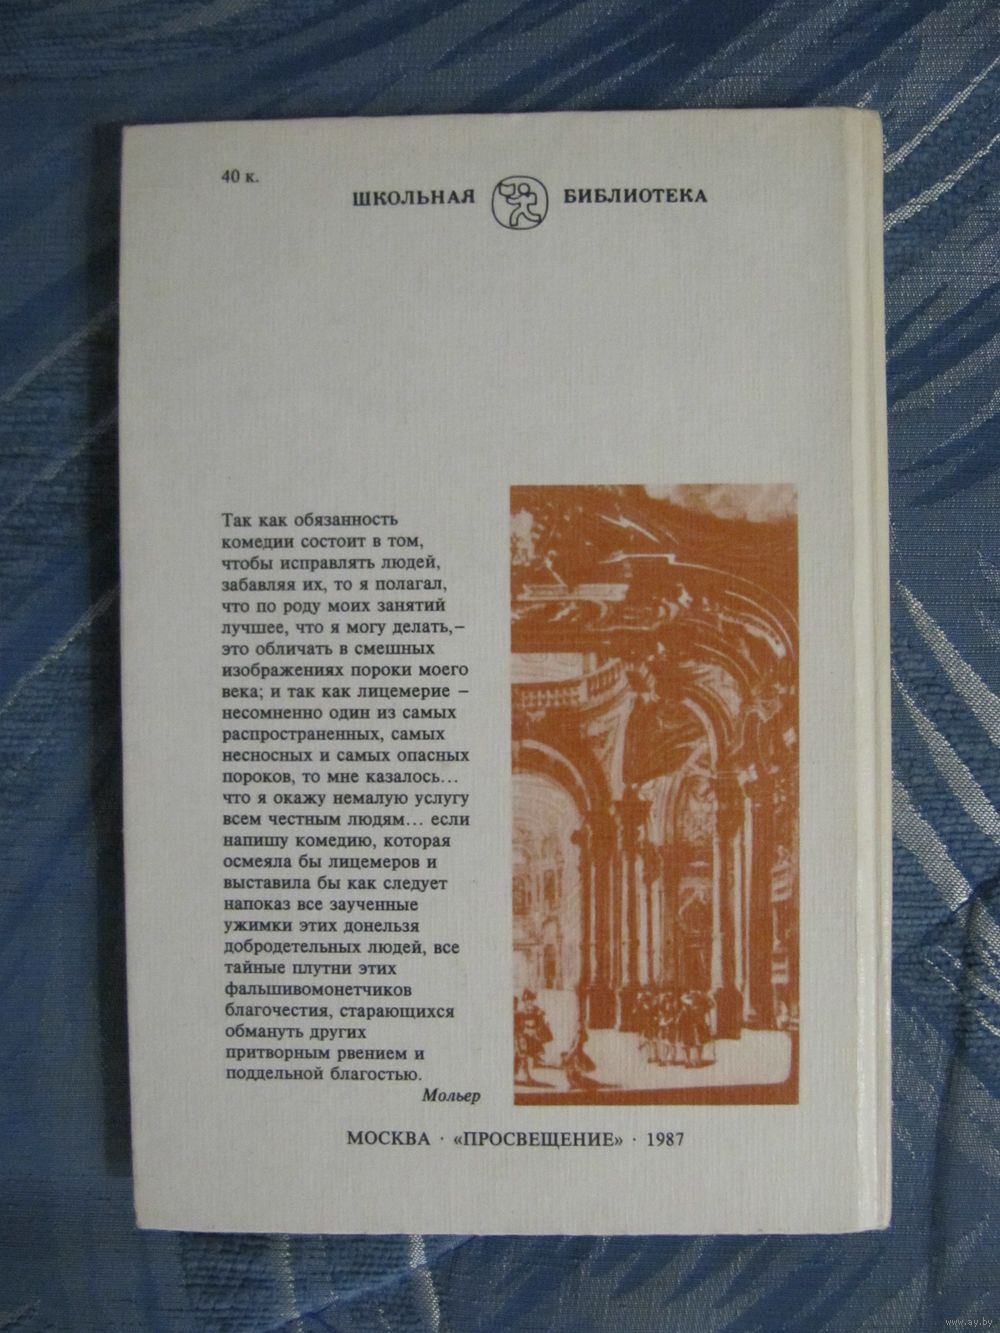 40 к.
ШКОЛЬНАЯ БИБЛИОТЕКА
Так как обязанность
комедии состоит в том,
чтобы исправлять людей,
забавляя их, то я полагал,
что по роду моих занятий
лучшее, что я могу делать,–
это обличать в смешных
изображениях пороки моего
века; и так как лицемерие –
несомненно один из самых
распространенных, самых
несносных и самых опасных
пороков, то мне казалось...
что я окажу немалую услугу
всем честным людям... если
напишу комедию, которая
осмеяла бы лицемеров и
выставила бы как следует
напоказ все заученные
ужимки этих донельзя
добродетельных людей, все
тайные плутни этих
фальшивомонетчиков
благочестия, старающихся
обмануть других
притворным рвением и
поддельной благостью.
Мольер
МОСКВА · «ПРОСВЕЩЕНИЕ» · 1987
www.ay.by